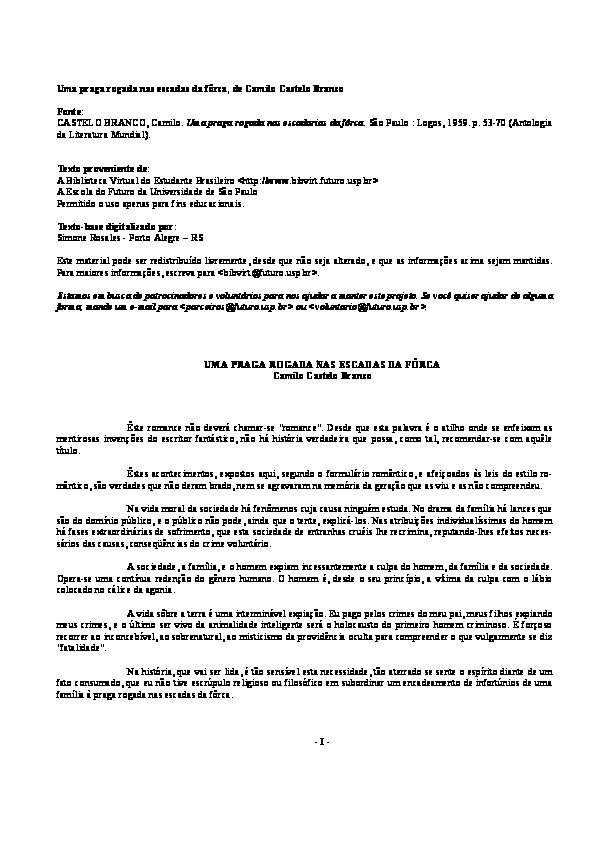 Uma praga rogada nas escadas da fôrca, de Camilo Castelo Branco
Fonte:
CASTELO BRANCO, Camilo. Uma praga rogada nas escadarias da fôrca. São Paulo : Logos, 1959. p. 53-70 (Antologia
da Literatura Mundial).
Texto proveniente de:
A Biblioteca Virtual do Estudante Brasileiro <http://www.bibvirt.futuro.usp.br>
A Escola do Futuro da Universidade de São Paulo
Permitido o uso apenas para fins educacionais.
Texto-base digitalizado por:
Simone Rosales - Porto Alegre – RS
Este material pode ser redistribuído livremente, desde que não seja alterado, e que as informações acima sejam mantidas.
Para maiores informações, escreva para <bibvirt@futuro.usp.br>.
Estamos em busca de patrocinadores e voluntários para nos ajudar a manter este projeto. Se você quiser ajudar de alguma
forma, mande um e-mail para <parceiros@futuro.usp.br> ou <voluntario@futuro.usp.br>.
UMA PRAGA ROGADA NAS ESCADAS DA FÔRCA
Camilo Castelo Branco
Êste romance não deverá chamar-se "romance". Desde que esta palavra é o atilho onde se enfeixam as
mentirosas invenções do escritor fantástico, não há história verdadeira que possa, como tal, recomendar-se com aquêle
título.
Êstes acontecimentos, expostos aqui, segundo o formulário romântico, e afeiçoados às leis do estilo ro-
mântico, são verdades que não deram brado, nem se agravaram na memória da geração que as viu e as não compreendeu.
Na vida moral da sociedade há fenômenos cuja causa ninguém estuda. No drama da família há lances que
são do domínio público, e o público não pode, ainda que o tente, explicá-los. Nas atribuições individualíssimas do homem
há fases extraordinárias de sofrimento, que esta sociedade de entranhas cruéis lhe recrimina, reputando-lhes efeitos neces-
sários das causas, conseqüências do crime voluntário.
A sociedade, a família, e o homem expiam incessantemente a culpa do homem, da família e da sociedade.
Opera-se uma contínua redenção do gênero humano. O homem é, desde o seu princípio, a vítima da culpa com o lábio
colocado no cálice da agonia.
A vida sôbre a terra é uma interminável expiação. Eu pago pelos crimes do meu pai, meus filhos expiando
meus crimes, e o último ser vivo da animalidade inteligente será o holocausto do primeiro homem criminoso. É forçoso
recorrer ao inconcebível, ao sobrenatural, ao misticismo da providência oculta para compreender o que vulgarmente se diz
"fatalidade".
Na história, que vai ser lida, é tão sensível esta necessidade, tão aterrado se sente o espírito diante de um
fato consumado, que eu não tive escrúpulo religioso ou filosófico em subordinar um encadeamento de infortúnios de uma
família à praga rogada nas escadas da fôrca.
- I -